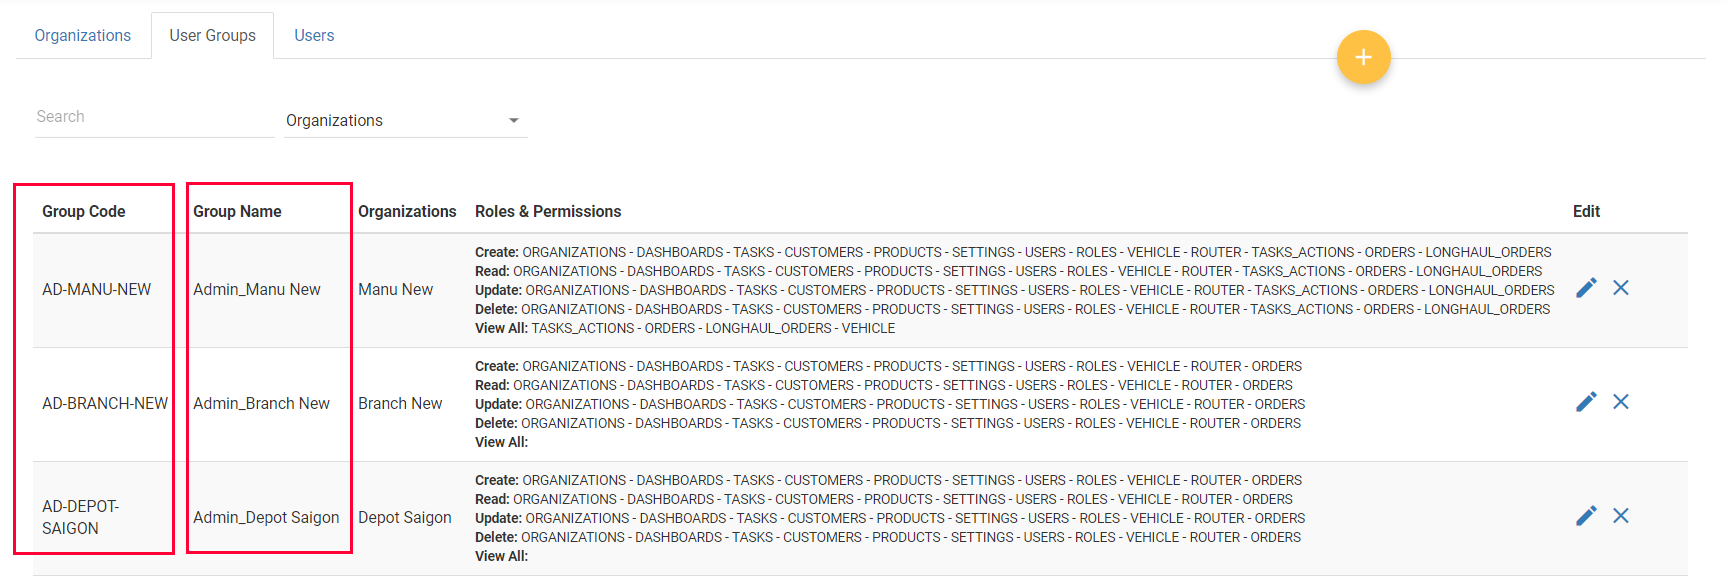 Organizations User Groups Users
+
Search
Organizations
Group Code Group Name Organizations Roles & Permissions Edit
Create: ORGANIZATIONS - DASHBOARDS - TASKS - CUSTOMERS - PRODUCTS - SETTINGS - USERS - ROLES - VEHICLE - ROUTER - TASKS_ACTIONS - ORDERS - LONGHAUL_ORDERS
Read: ORGANIZATIONS - DASHBOARDS - TASKS - CUSTOMERS - PRODUCTS - SETTINGS - USERS - ROLES - VEHICLE - ROUTER - TASKS_ACTIONS - ORDERS - LONGHAUL_ORDERS
AD-MANU-NEW Admin_Manu New Manu New Update: ORGANIZATIONS - DASHBOARDS - TASKS - CUSTOMERS - PRODUCTS - SETTINGS - USERS - ROLES - VEHICLE - ROUTER - TASKS_ACTIONS - ORDERS - LONGHAUL_ORDERS
Delete: ORGANIZATIONS - DASHBOARDS - TASKS - CUSTOMERS - PRODUCTS - SETTINGS - USERS - ROLES - VEHICLE - ROUTER - TASKS_ACTIONS - ORDERS - LONGHAUL_ORDERS
View All: TASKS_ACTIONS - ORDERS - LONGHAUL_ORDERS - VEHICLE
Create: ORGANIZATIONS - DASHBOARDS - TASKS - CUSTOMERS - PRODUCTS - SETTINGS - USERS - ROLES - VEHICLE - ROUTER - ORDERS
Read: ORGANIZATIONS - DASHBOARDS - TASKS - CUSTOMERS - PRODUCTS - SETTINGS - USERS - ROLES - VEHICLE - ROUTER - ORDERS
AD-BRANCH-NEW Admin_Branch New Branch New Update: ORGANIZATIONS - DASHBOARDS - TASKS - CUSTOMERS - PRODUCTS - SETTINGS - USERS - ROLES - VEHICLE - ROUTER - ORDERS
Delete: ORGANIZATIONS - DASHBOARDS - TASKS - CUSTOMERS - PRODUCTS - SETTINGS - USERS - ROLES - VEHICLE - ROUTER - ORDERS
View All:
Create: ORGANIZATIONS - DASHBOARDS - TASKS - CUSTOMERS - PRODUCTS - SETTINGS - USERS - ROLES - VEHICLE - ROUTER - ORDERS
Read: ORGANIZATIONS - DASHBOARDS - TASKS - CUSTOMERS - PRODUCTS - SETTINGS - USERS - ROLES - VEHICLE - ROUTER - ORDERS
AD-DEPOT-
SAIGON Admin_Depot Saigon Depot Saigon Update: ORGANIZATIONS - DASHBOARDS - TASKS - CUSTOMERS - PRODUCTS - SETTINGS - USERS - ROLES - VEHICLE - ROUTER - ORDERS
Delete: ORGANIZATIONS - DASHBOARDS - TASKS - CUSTOMERS - PRODUCTS - SETTINGS - USERS - ROLES - VEHICLE - ROUTER - ORDERS
View All: